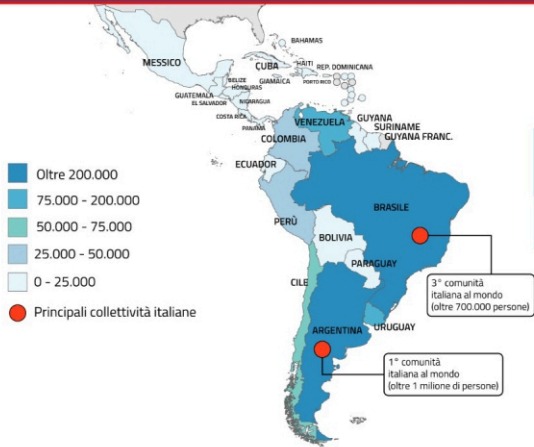 BAHAMAS
MESSICO
CUBA
HAITI
REP. DOMINICANA
BELIZE
HONDURAS
GIAMAICA
PORTO RICO
GUATEMALA
EL SALVADOR
NICARAGUA
COSTA RICA
PANAMA
VENEZUELA
GUYANA
SURINAME
GUYANA FRANC.
COLOMBIA
ECUADOR
Oltre 200.000
75.000 - 200.000
50.000 - 75.000
25.000 - 50.000
0 - 25.000
Principali collettività italiane
BRASILE
PERÙ
BOLIVIA
PARAGUAY
CILE
3° comunità
italiana al mondo
(oltre 700.000 persone)
ARGENTINA
URUGUAY
1° comunità
italiana al mondo
(oltre 1 milione di persone)